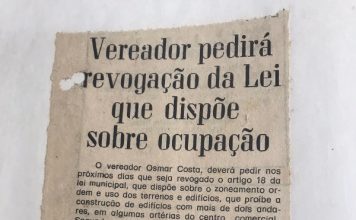 Vereador pedirá
revogação da Lei
que dispõe
sobre ocupação
O vereador Osmar Costa, deverá pedir nos
próximos dias que seja revogado o artigo 18 da
lei municipal, que dispõe sobre o zoneamento or-
dem e uso dos terrenos e edifícios, que proibe a
construção de edifícios com mais de dois anda-
res, em algumas artérias do centro comercial.